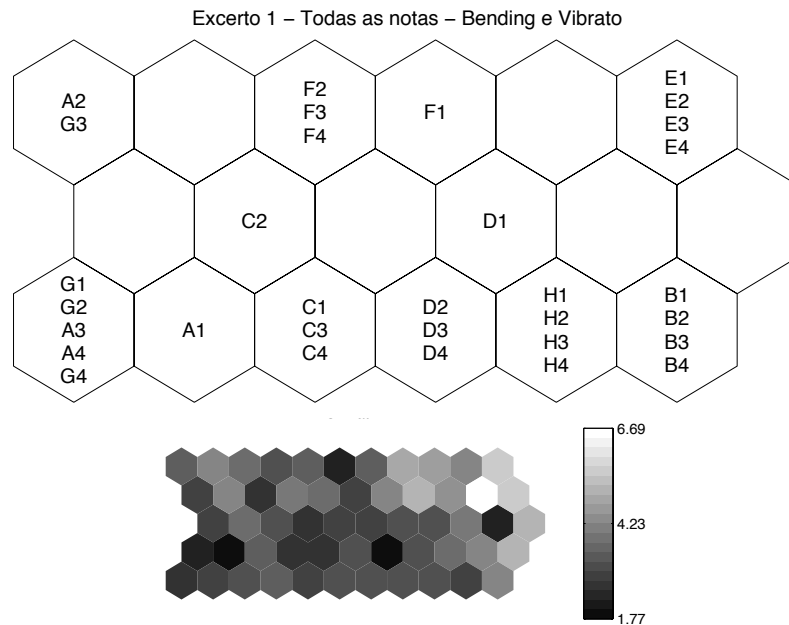 Excerto 1 – Todas as notas – Bending e Vibrato
A2
G3
F2
F3
F4
F1
E1
E2
E3
E4
C2
D1
G1
G2
A3
A4
G4
A1
C1
C3
C4
D2
D3
D4
H1
H2
H3
H4
B1
B2
B3
B4
6.69
4.23
1.77